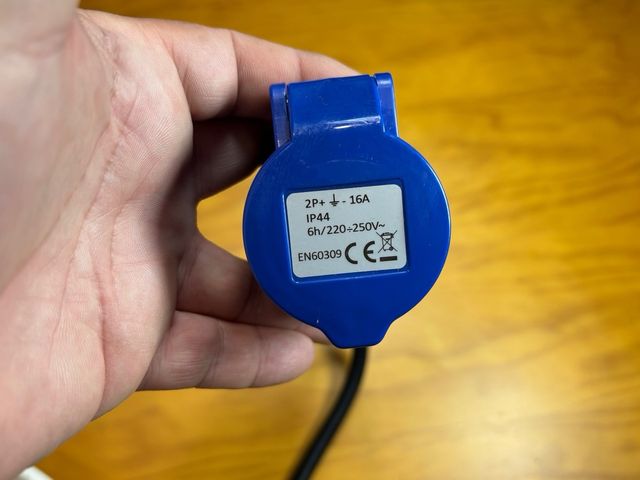 2P+ ⏚ - 16A
IP44
6h/220÷250V~
EN60309 CE